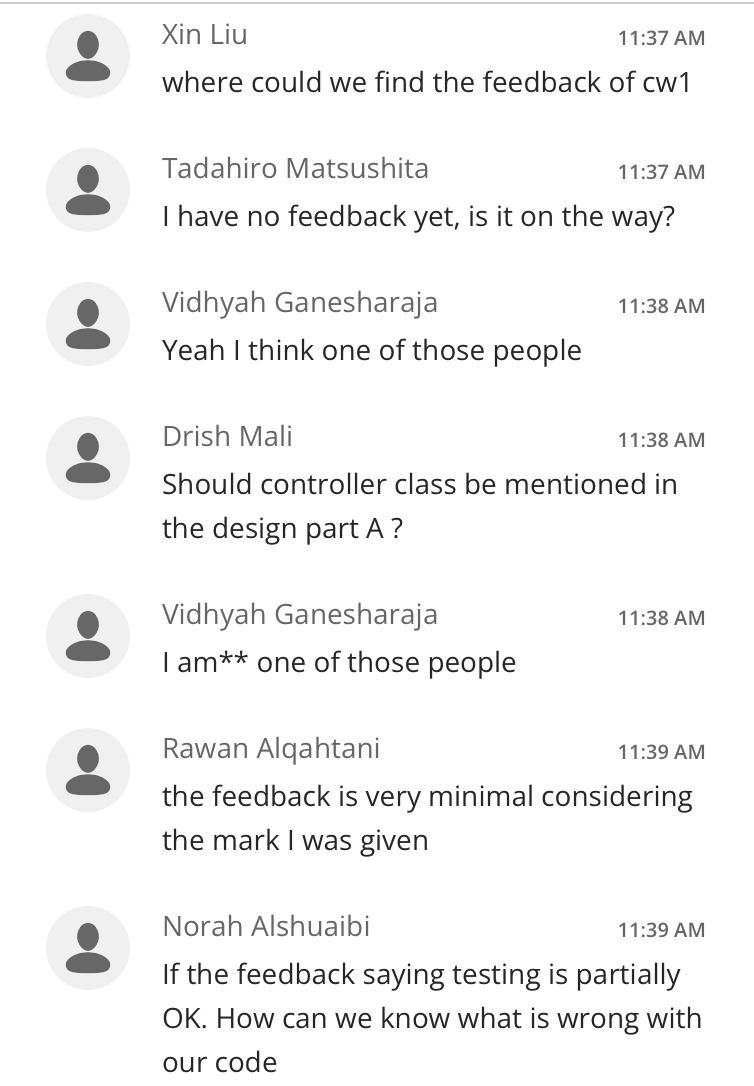 Xin Liu 11:37 AM
where could we find the feedback of cw1
Tadahiro Matsushita 11:37 AM
I have no feedback yet, is it on the way?
Vidhyah Ganesharaja 11:38 AM
Yeah I think one of those people
Drish Mali 11:38 AM
Should controller class be mentioned in
the design part A ?
Vidhyah Ganesharaja 11:38 AM
I am** one of those people
Rawan Alqahtani 11:39 AM
the feedback is very minimal considering
the mark I was given
Norah Alshuaibi 11:39 AM
If the feedback saying testing is partially
OK. How can we know what is wrong with
our code